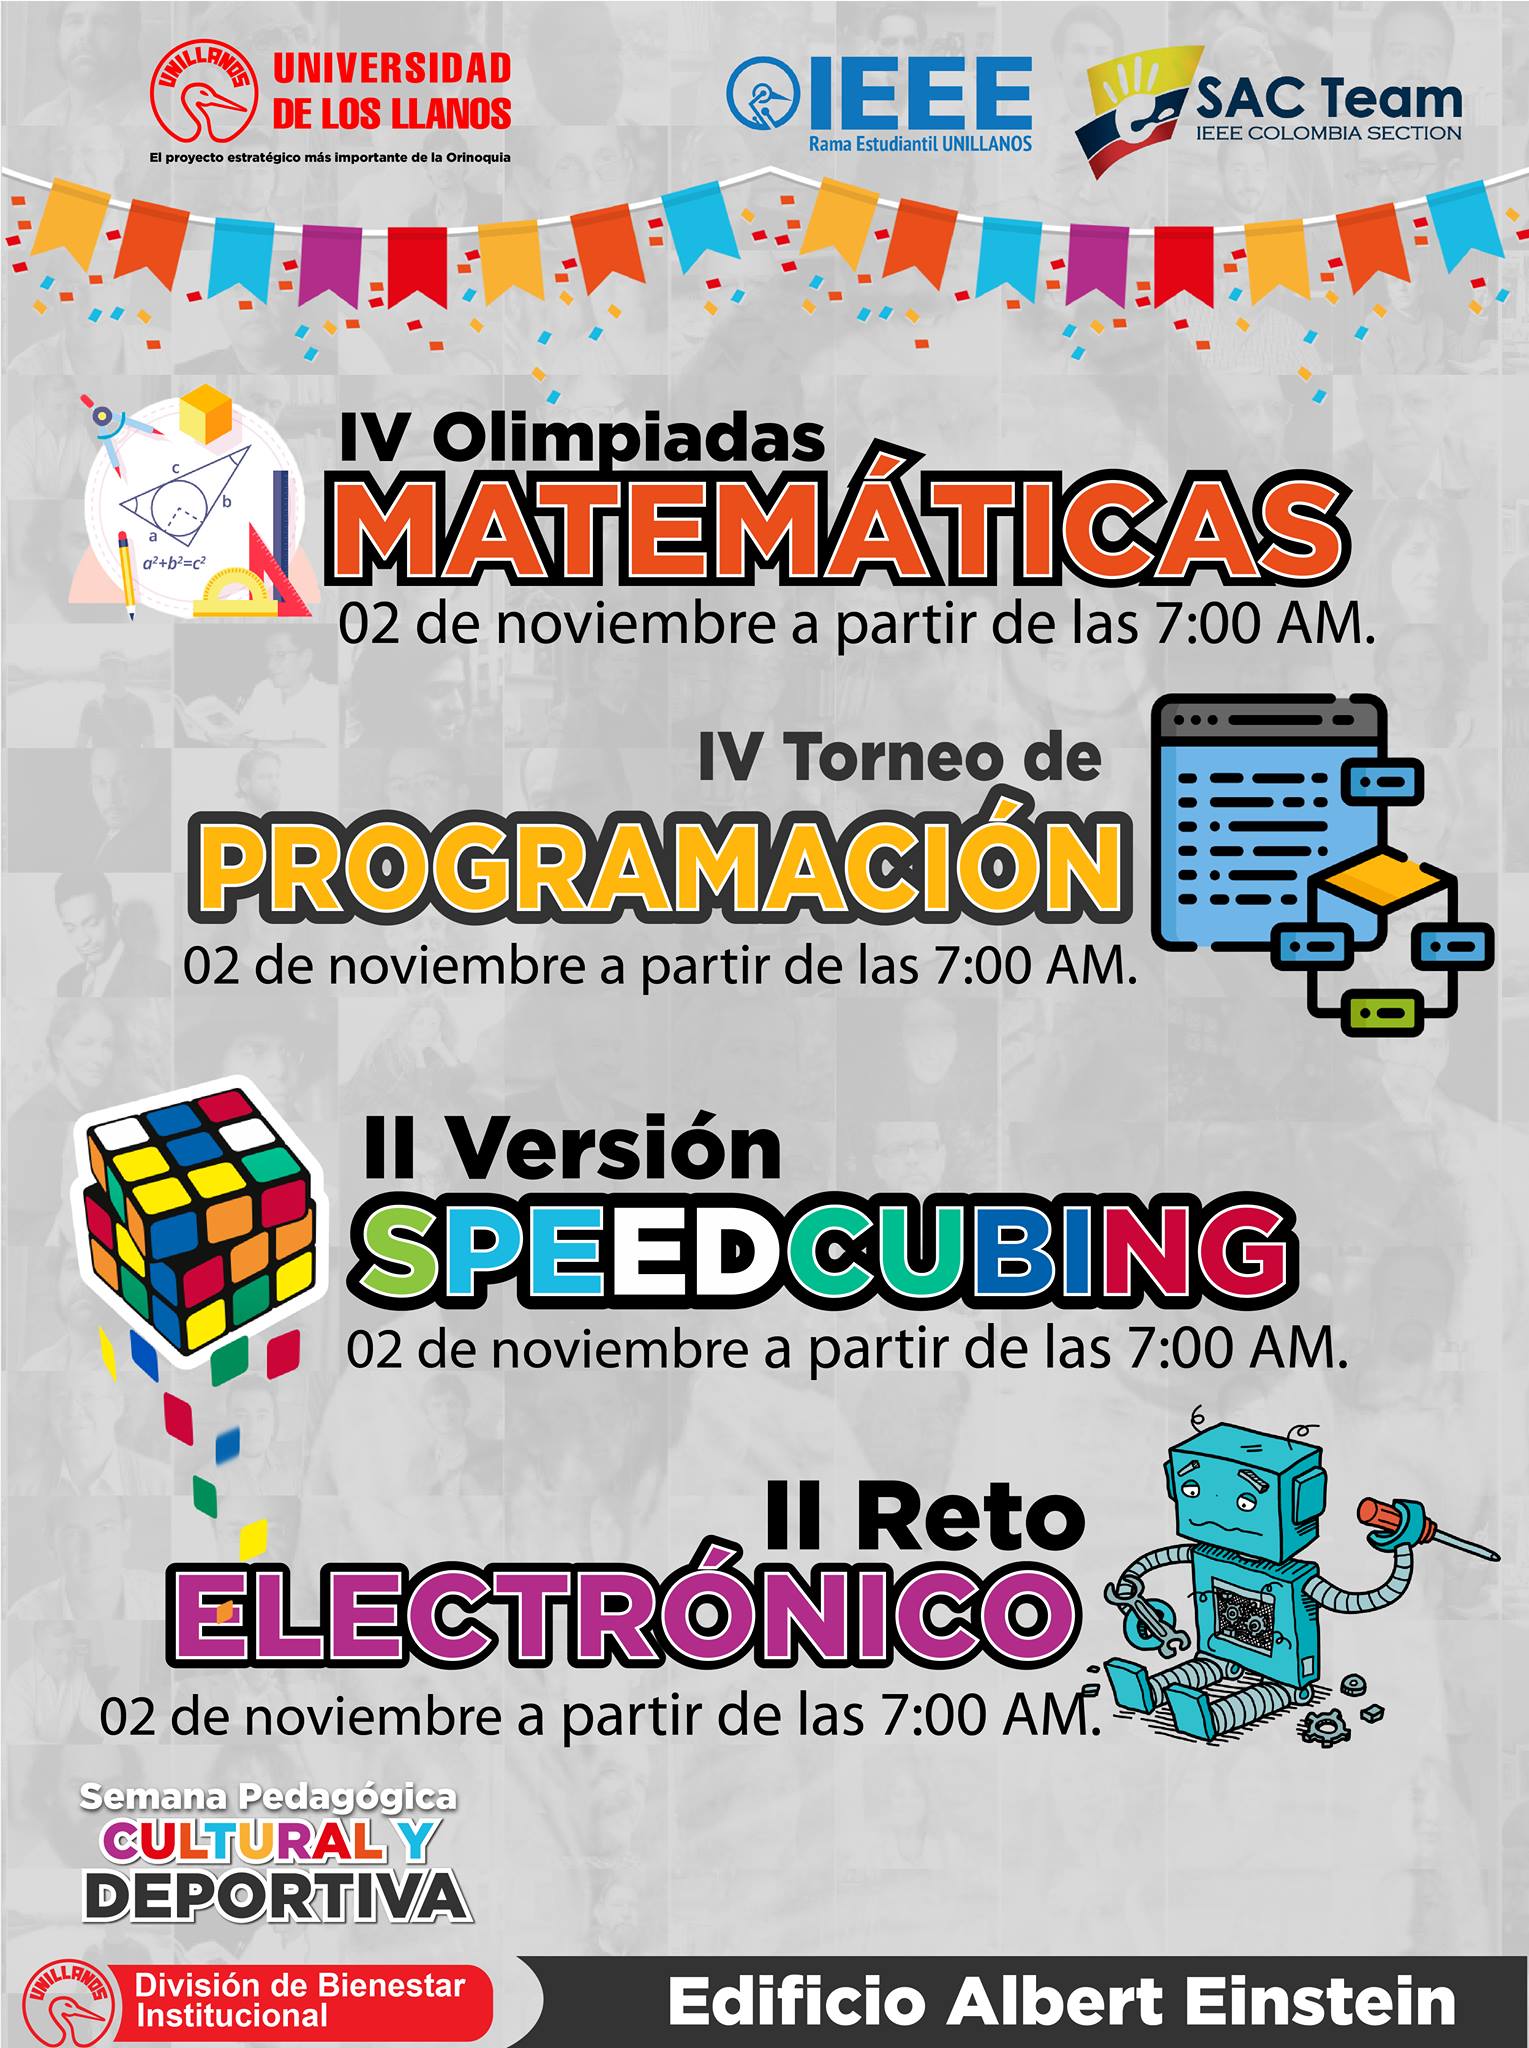 UNILLANOS
UNIVERSIDAD
DE LOS LLANOS
El proyecto estratégico más importante de la Orinoquia
IEEE
Rama Estudiantil UNILLANOS
SAC Team
IEEE COLOMBIA SECTION
IV Olimpiadas
MATEMÁTICAS
02 de noviembre a partir de las 7:00 AM.
c
b
a
a²+b²=c²
IV Torneo de
PROGRAMACIÓN
02 de noviembre a partir de las 7:00 AM.
II Versión
SPEEDCUBING
02 de noviembre a partir de las 7:00 AM.
II Reto
ELECTRÓNICO
02 de noviembre a partir de las 7:00 AM.
Semana Pedagógica
CULTURAL Y
DEPORTIVA
UNILLANOS
División de Bienestar
Institucional
Edificio Albert Einstein